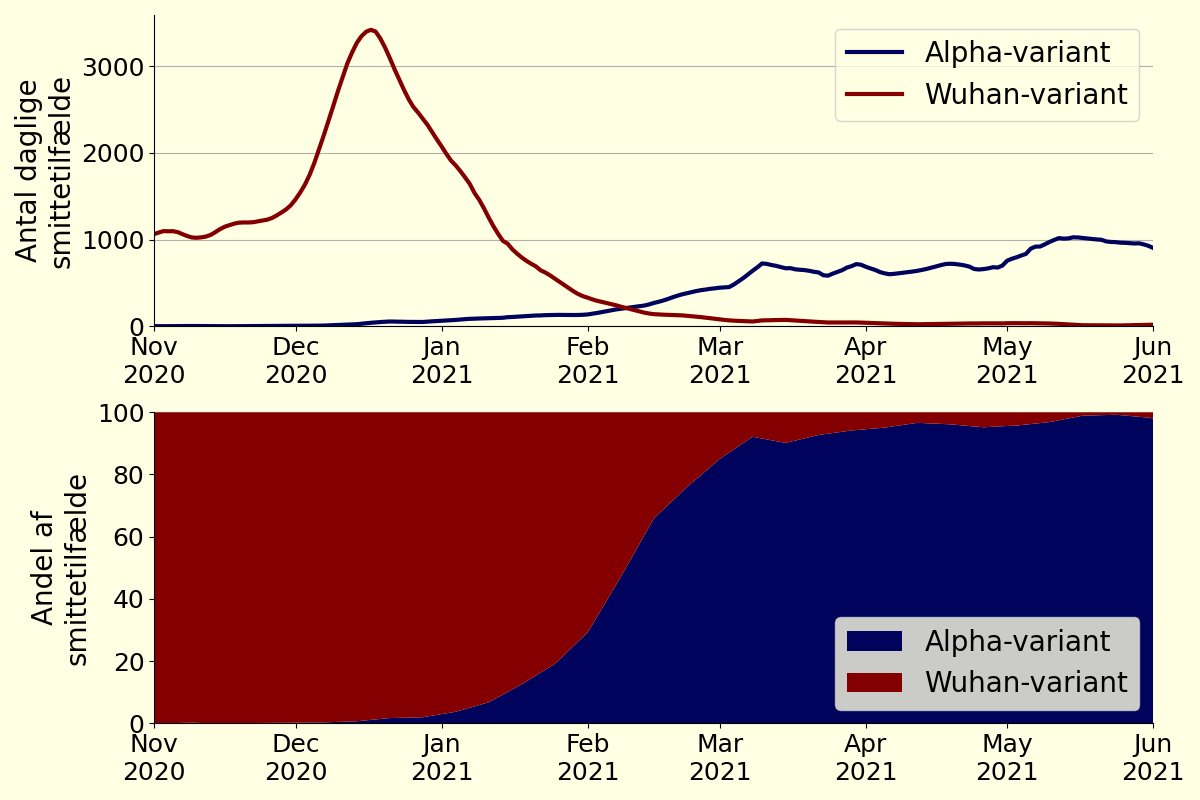 Antal daglige
smittetilfælde
3000
2000
1000
0
Alpha-variant
Wuhan-variant
Nov
2020
Dec
2020
Jan
2021
Feb
2021
Mar
2021
Apr
2021
May
2021
Jun
2021
Andel af
smittetilfælde
100
80
60
40
20
0
Alpha-variant
Wuhan-variant
Nov
2020
Dec
2020
Jan
2021
Feb
2021
Mar
2021
Apr
2021
May
2021
Jun
2021